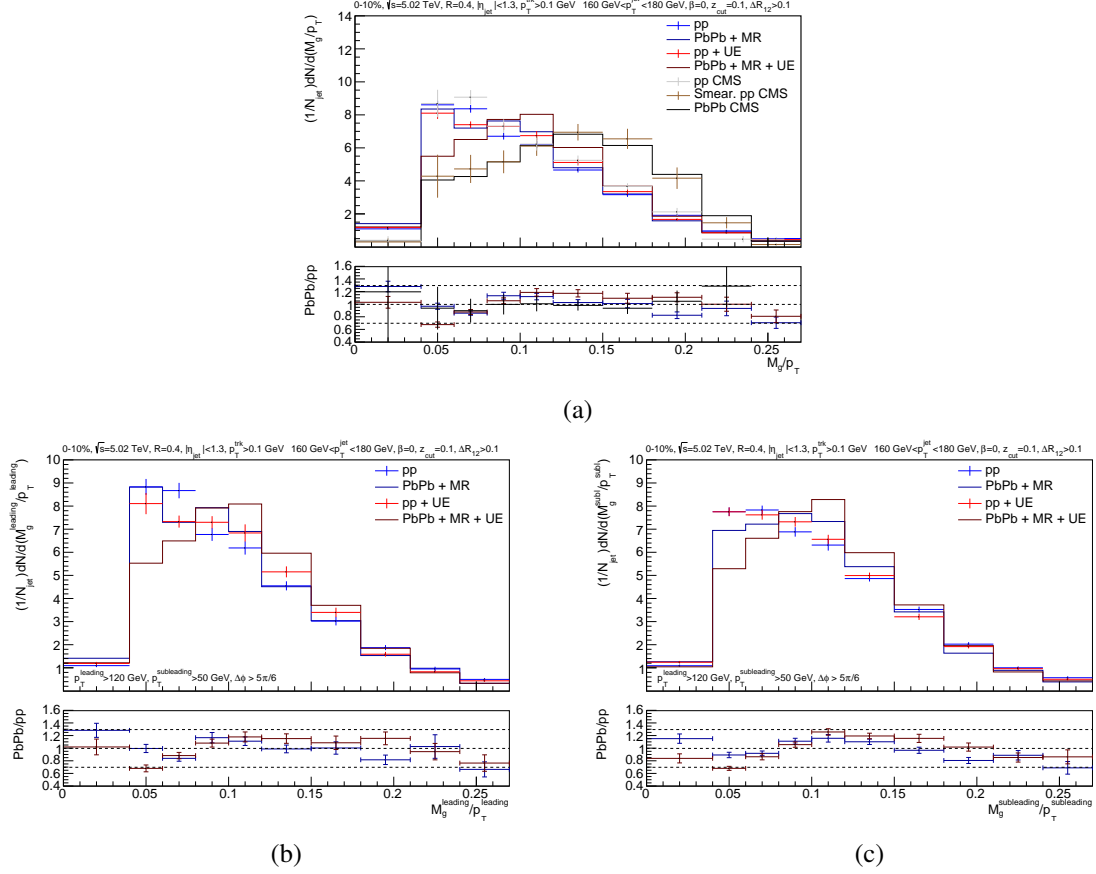 0-10%, √s=5.02 TeV, R=0.4, |η_jet|<1.3, p_T^trk>0.1 GeV 160 GeV<p_T^jet<180 GeV, β=0, z_cut=0.1, ΔR_12>0.1
(1/N_jet)dN/d(M_g/p_T)
14
12
10
8
6
4
2
pp
PbPb + MR
pp + UE
PbPb + MR + UE
pp CMS
Smear. pp CMS
PbPb CMS
PbPb/pp
1.6
1.4
1.2
1.0
0.8
0.6
0.4
0 0.05 0.1 0.15 0.2 0.25
M_g/p_T
(a)
0-10%, √s=5.02 TeV, R=0.4, |η_jet|<1.3, p_T^trk>0.1 GeV 160 GeV<p_T^jet<180 GeV, β=0, z_cut=0.1, ΔR_12>0.1
(1/N_jet)dN/d(M_g^leading/p_T^leading)
10
9
8
7
6
5
4
3
2
1
pp
PbPb + MR
pp + UE
PbPb + MR + UE
p_T^leading>120 GeV, p_T^subleading>50 GeV, Δϕ > 5π/6
PbPb/pp
1.6
1.4
1.2
1.0
0.8
0.6
0.4
0 0.05 0.1 0.15 0.2 0.25
M_g^leading/p_T^leading
(b)
0-10%, √s=5.02 TeV, R=0.4, |η_jet|<1.3, p_T^trk>0.1 GeV 160 GeV<p_T^jet<180 GeV, β=0, z_cut=0.1, ΔR_12>0.1
(1/N_jet)dN/d(M_g^subl/p_T^subl)
10
9
8
7
6
5
4
3
2
1
pp
PbPb + MR
pp + UE
PbPb + MR + UE
p_T^leading>120 GeV, p_T^subleading>50 GeV, Δϕ > 5π/6
PbPb/pp
1.6
1.4
1.2
1.0
0.8
0.6
0.4
0 0.05 0.1 0.15 0.2 0.25
M_g^subleading/p_T^subleading
(c)